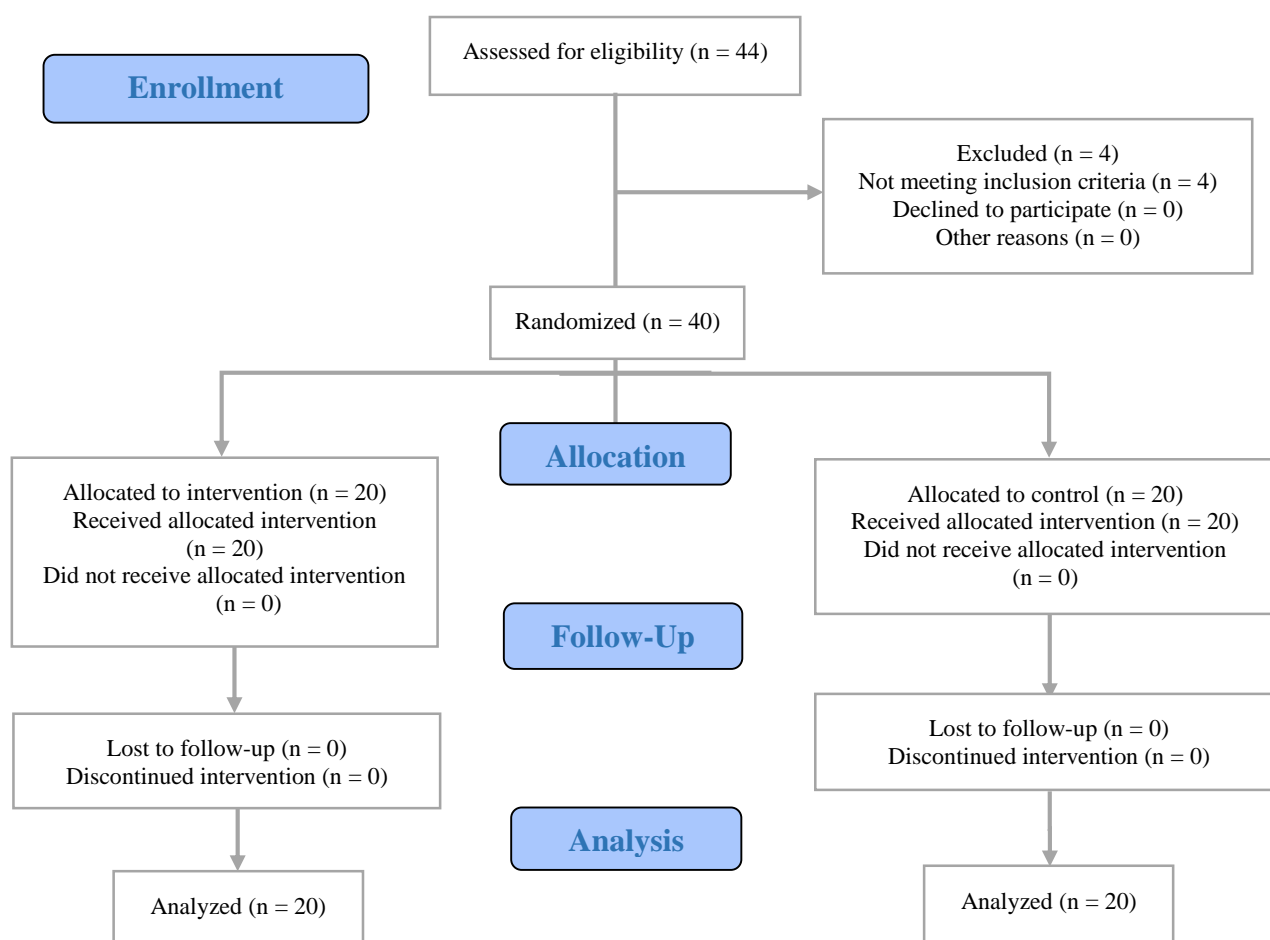 Assessed for eligibility (n = 44)
Enrollment
Excluded (n = 4)
Not meeting inclusion criteria (n = 4)
Declined to participate (n = 0)
Other reasons (n = 0)
Randomized (n = 40)
Allocation
Allocated to intervention (n = 20)
Received allocated intervention
(n = 20)
Did not receive allocated intervention
(n = 0)
Allocated to control (n = 20)
Received allocated intervention (n = 20)
Did not receive allocated intervention
(n = 0)
Follow-Up
Lost to follow-up (n = 0)
Discontinued intervention (n = 0)
Lost to follow-up (n = 0)
Discontinued intervention (n = 0)
Analysis
Analyzed (n = 20)
Analyzed (n = 20)